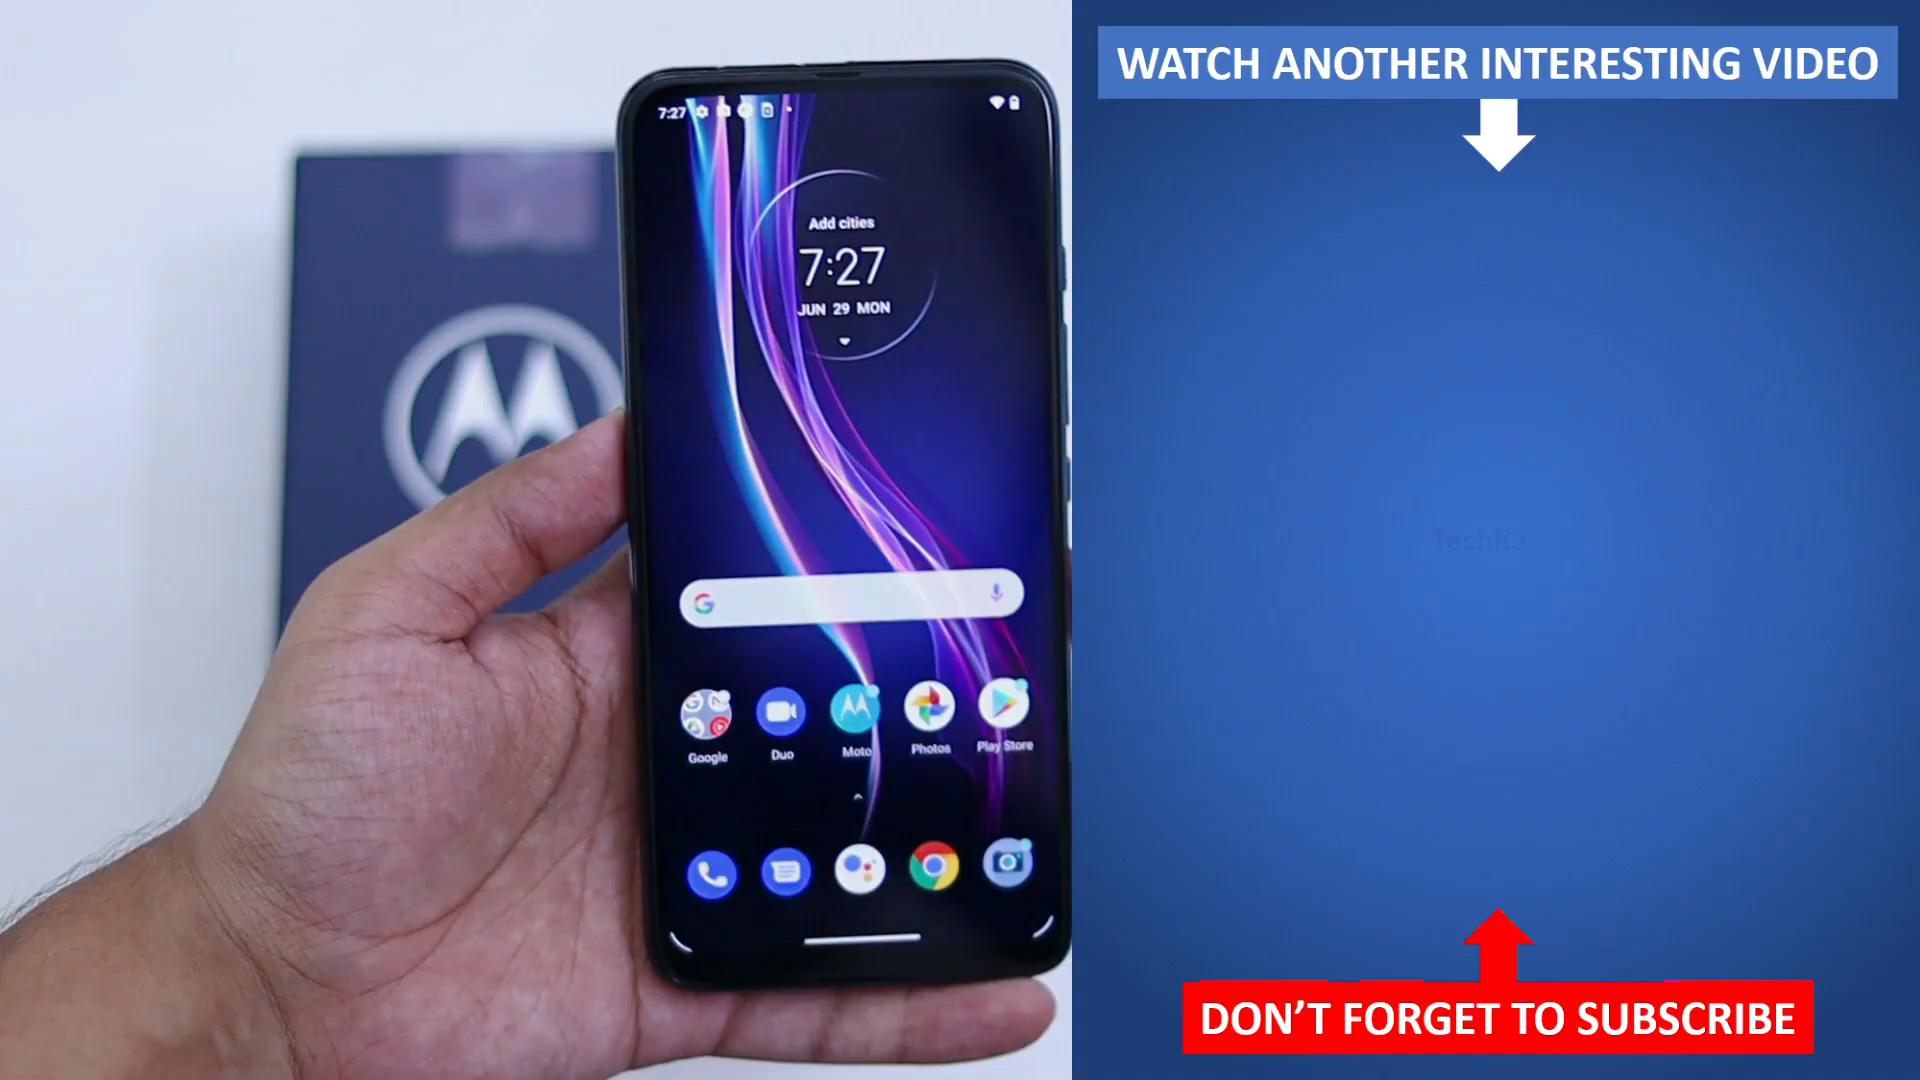 WATCH ANOTHER INTERESTING VIDEO
7:27
Add cities
7:27
JUN 29 MON
Google
Duo
Moto
Photos
Play Store
TechRJ
DON'T FORGET TO SUBSCRIBE